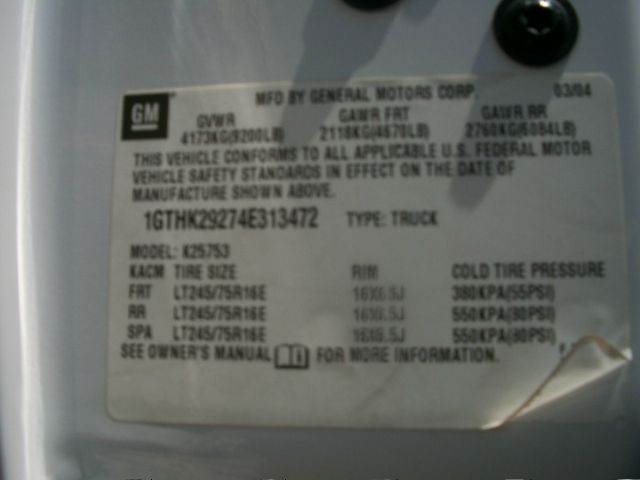 GM
MFD BY GENERAL MOTORS CORP. 03/04
GVWR GAWR FRT GAWR RR
4173KG(9200LB) 2118KG(4670LB) 2760KG(6084LB)
THIS VEHICLE CONFORMS TO ALL APPLICABLE U.S. FEDERAL MOTOR
VEHICLE SAFETY STANDARDS IN EFFECT ON THE DATE OF
MANUFACTURE SHOWN ABOVE.
1GTHK29274E313472 TYPE: TRUCK
MODEL: K25753
KACM TIRE SIZE RIM COLD TIRE PRESSURE
FRT LT245/75R16E 16X6.5J 380KPA(55PSI)
RR LT245/75R16E 16X6.5J 550KPA(80PSI)
SPA LT245/75R16E 16X6.5J 550KPA(80PSI)
SEE OWNER'S MANUAL FOR MORE INFORMATION.